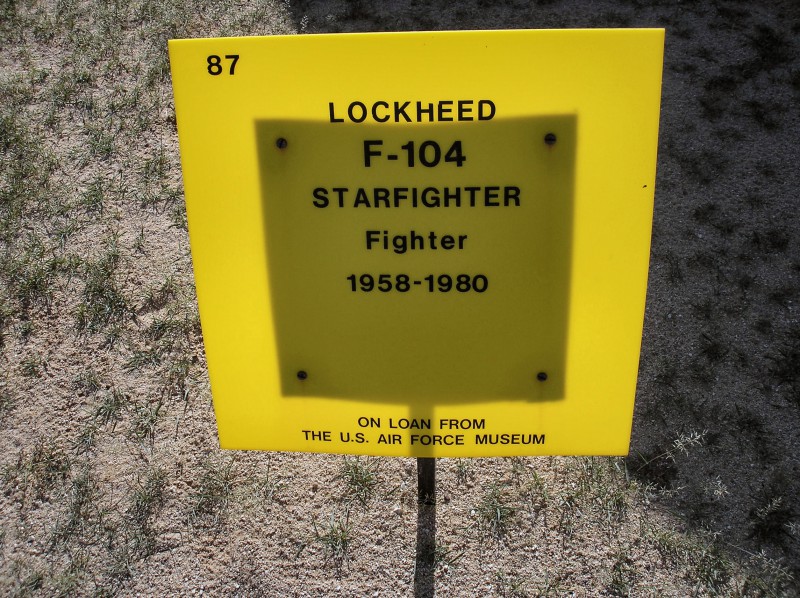 87
LOCKHEED
F-104
STARFIGHTER
Fighter
1958-1980
ON LOAN FROM
THE U.S. AIR FORCE MUSEUM